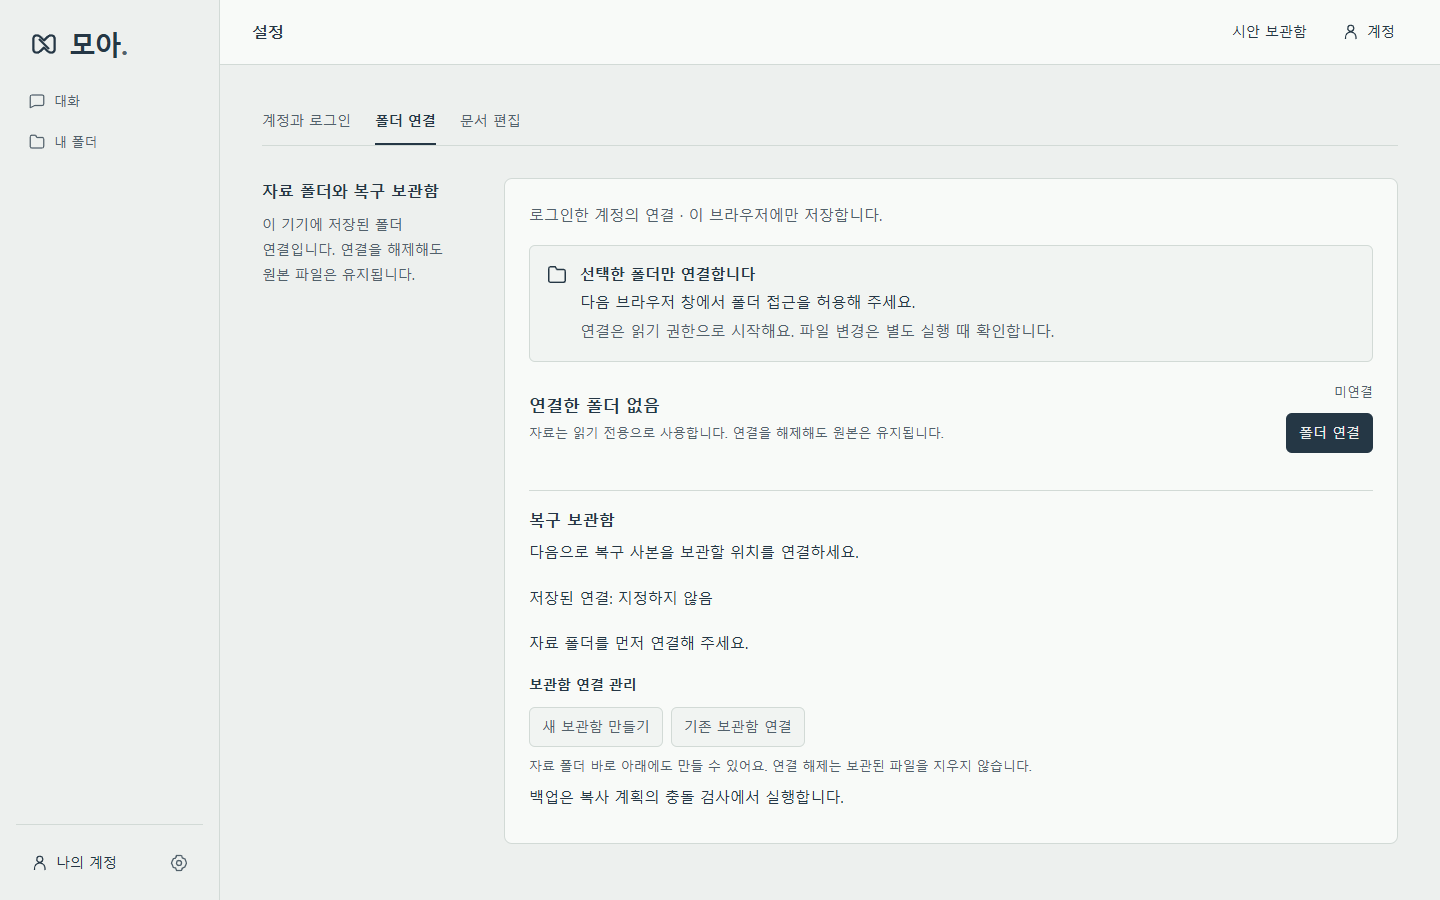 모아.
대화
내 폴더
나의 계정
설정
시안 보관함
계정
계정과 로그인
폴더 연결
문서 편집
자료 폴더와 복구 보관함
이 기기에 저장된 폴더
연결입니다. 연결을 해제해도
원본 파일은 유지됩니다.
로그인한 계정의 연결 · 이 브라우저에만 저장합니다.
선택한 폴더만 연결합니다
다음 브라우저 창에서 폴더 접근을 허용해 주세요.
연결은 읽기 권한으로 시작해요. 파일 변경은 별도 실행 때 확인합니다.
연결한 폴더 없음
자료는 읽기 전용으로 사용합니다. 연결을 해제해도 원본은 유지됩니다.
미연결
폴더 연결
복구 보관함
다음으로 복구 사본을 보관할 위치를 연결하세요.
저장된 연결: 지정하지 않음
자료 폴더를 먼저 연결해 주세요.
보관함 연결 관리
새 보관함 만들기
기존 보관함 연결
자료 폴더 바로 아래에도 만들 수 있어요. 연결 해제는 보관된 파일을 지우지 않습니다.
백업은 복사 계획의 충돌 검사에서 실행합니다.